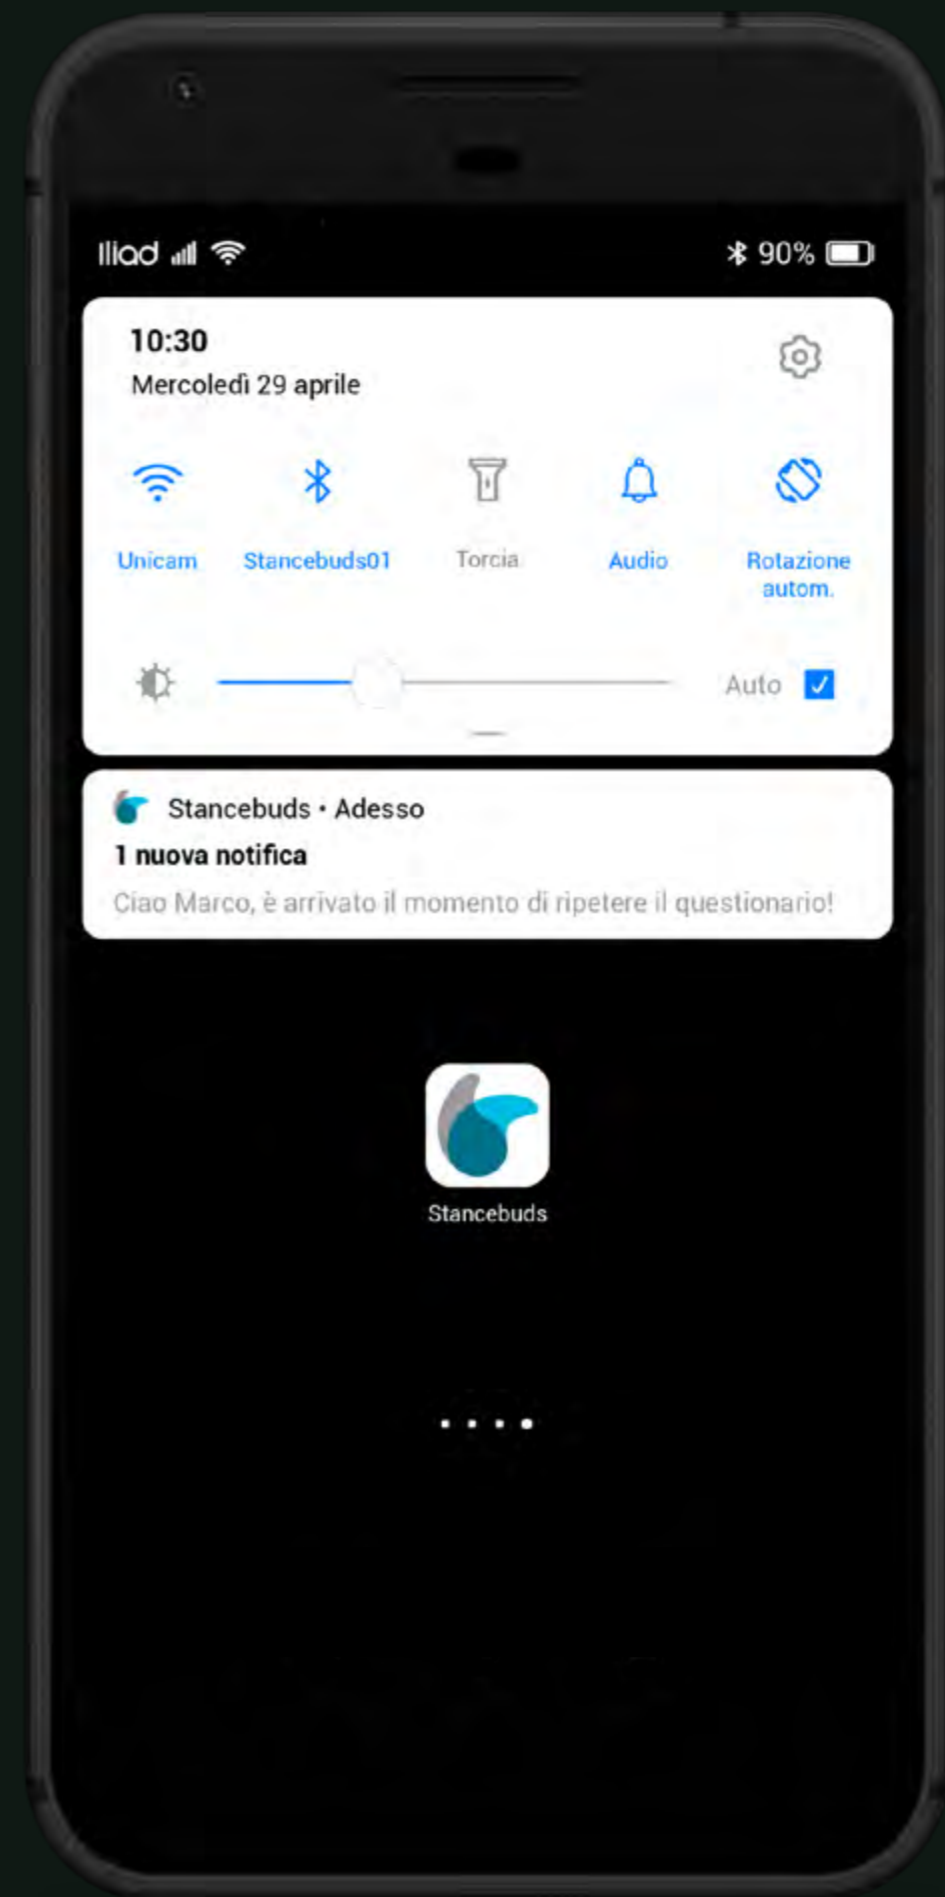 Iliad 90%
10:30
Mercoledì 29 aprile
Unicam Stancebuds01 Torcia Audio Rotazione autom.
Auto
Stancebuds • Adesso
1 nuova notifica
Ciao Marco, è arrivato il momento di ripetere il questionario!
Stancebuds